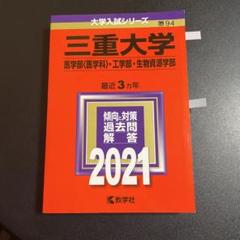 大学入試シリーズ
94
三重大学
医学部〈医学科〉・工学部・生物資源学部
最近3カ年
傾向と対策
過去問
解答
2021
教学社